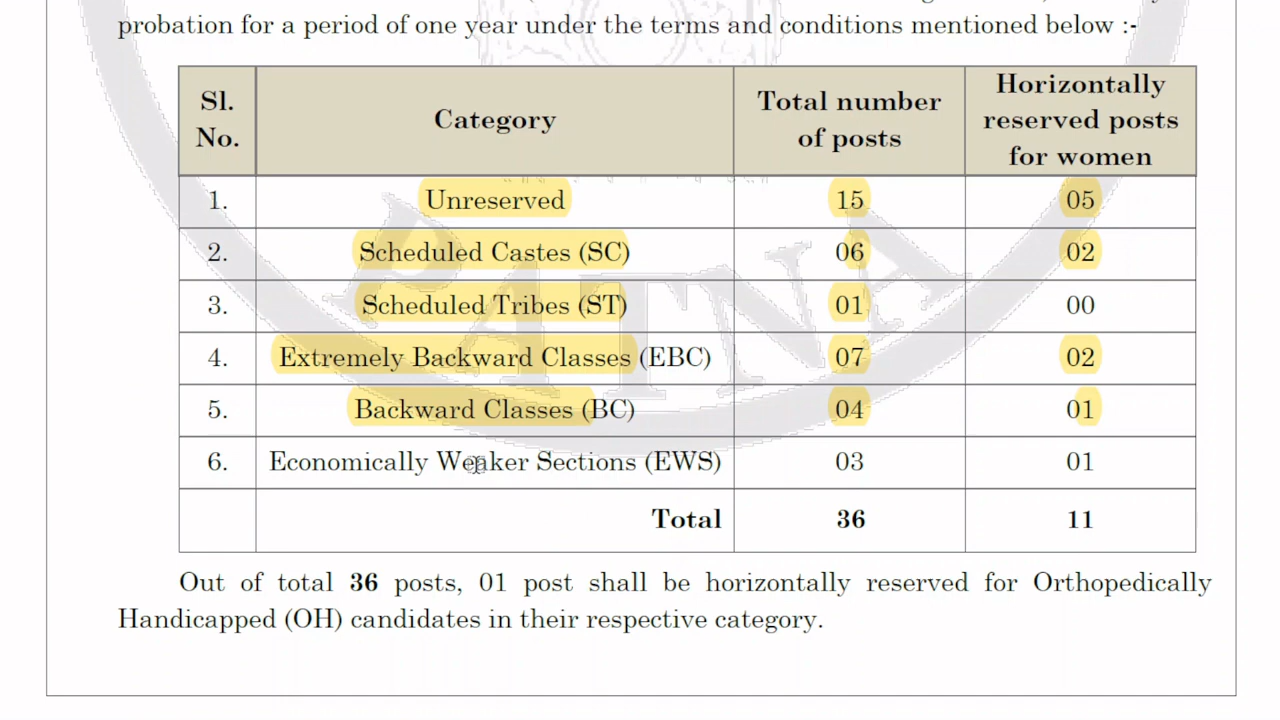 probation for a period of one year under the terms and conditions mentioned below :-
Sl. No. Category Total number of posts Horizontally reserved posts for women
1. Unreserved 15 05
2. Scheduled Castes (SC) 06 02
3. Scheduled Tribes (ST) 01 00
4. Extremely Backward Classes (EBC) 07 02
5. Backward Classes (BC) 04 01
6. Economically Weaker Sections (EWS) 03 01
Total 36 11
Out of total 36 posts, 01 post shall be horizontally reserved for Orthopedically
Handicapped (OH) candidates in their respective category.
PATNA